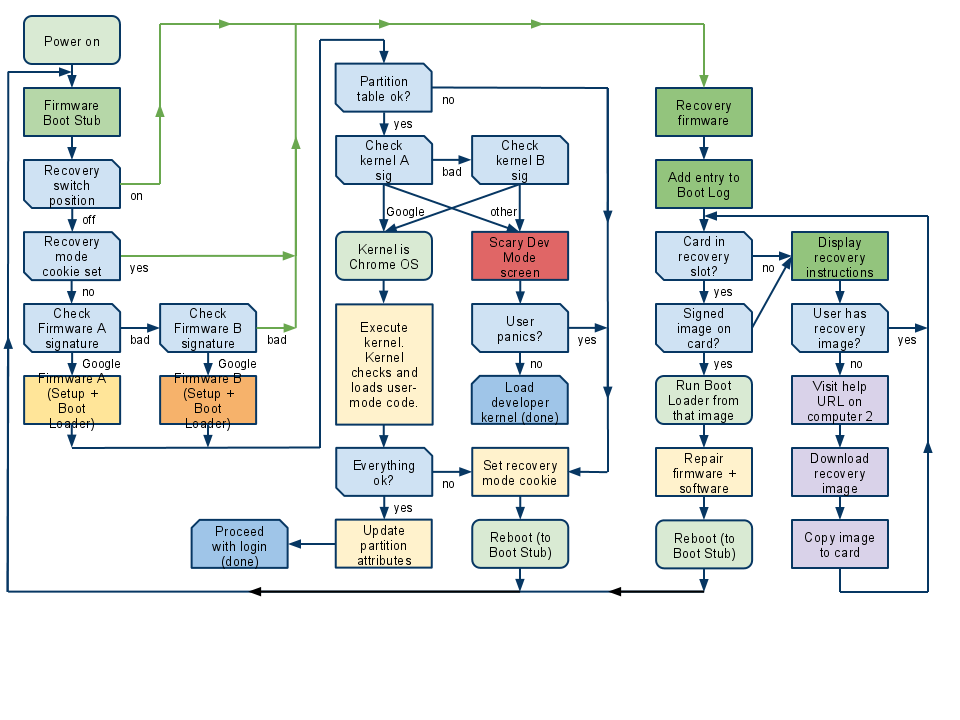 Power on
Firmware
Boot Stub
Recovery
switch
position
on
off
Recovery
mode
cookie set
yes
no
Check
Firmware A
signature
bad
Check
Firmware B
signature
bad
Google
Google
Firmware A
(Setup +
Boot
Loader)
Firmware B
(Setup +
Boot
Loader)
Partition
table ok?
no
yes
Check
kernel A
sig
bad
Check
kernel B
sig
Google
other
Kernel is
Chrome OS
Scary Dev
Mode
screen
Execute
kernel.
Kernel
checks and
loads user-
mode code.
User
panics?
yes
no
Load
developer
kernel (done)
Everything
ok?
no
yes
Set recovery
mode cookie
Proceed
with login
(done)
Update
partition
attributes
Reboot (to
Boot Stub)
Recovery
firmware
Add entry to
Boot Log
Card in
recovery
slot?
no
yes
Display
recovery
instructions
Signed
image on
card?
yes
User has
recovery
image?
yes
no
Run Boot
Loader from
that image
Visit help
URL on
computer 2
Repair
firmware +
software
Download
recovery
image
Reboot (to
Boot Stub)
Copy image
to card